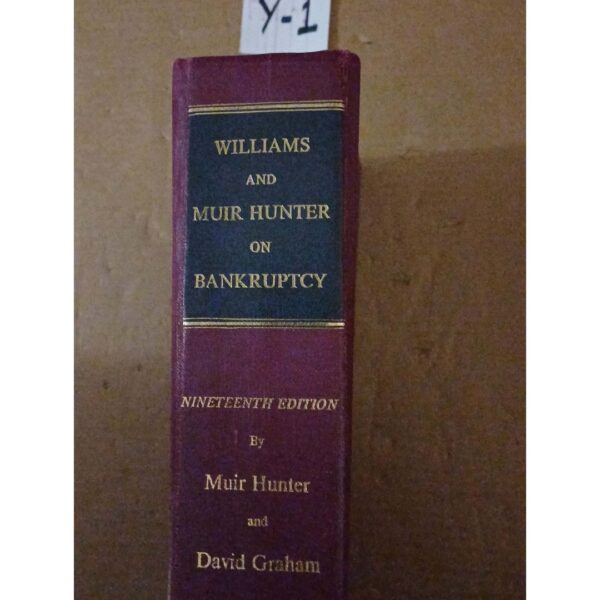 Y-1
WILLIAMS
AND
MUIR HUNTER
ON
BANKRUPTCY
NINETEENTH EDITION
By
Muir Hunter
and
David Graham